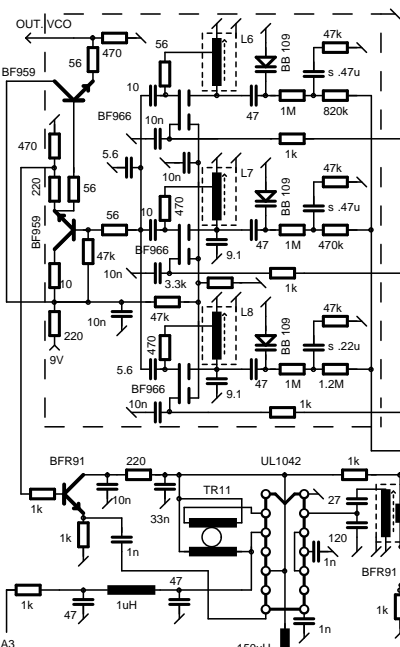 OUT. VCO
470
56
L6
BB 109
47k
BF959
56
s .47u
10
BF966
10n
47
1M
820k
470
5.6
1k
10n
220
56
L7
BB 109
47k
10
470
s .47u
BF959
56
BF966
9.1
47
1M
470k
47k
10n
3.3k
1k
10
47k
L8
BB 109
47k
10n
220
9V
470
s .22u
5.6
BF966
9.1
47
1M
1.2M
10n
1k
BFR91
220
UL1042
1k
TR11
10n
33n
27
1k
1k
120
1n
1n
BFR91
47
1k
1uH
47
1n
1k
A3